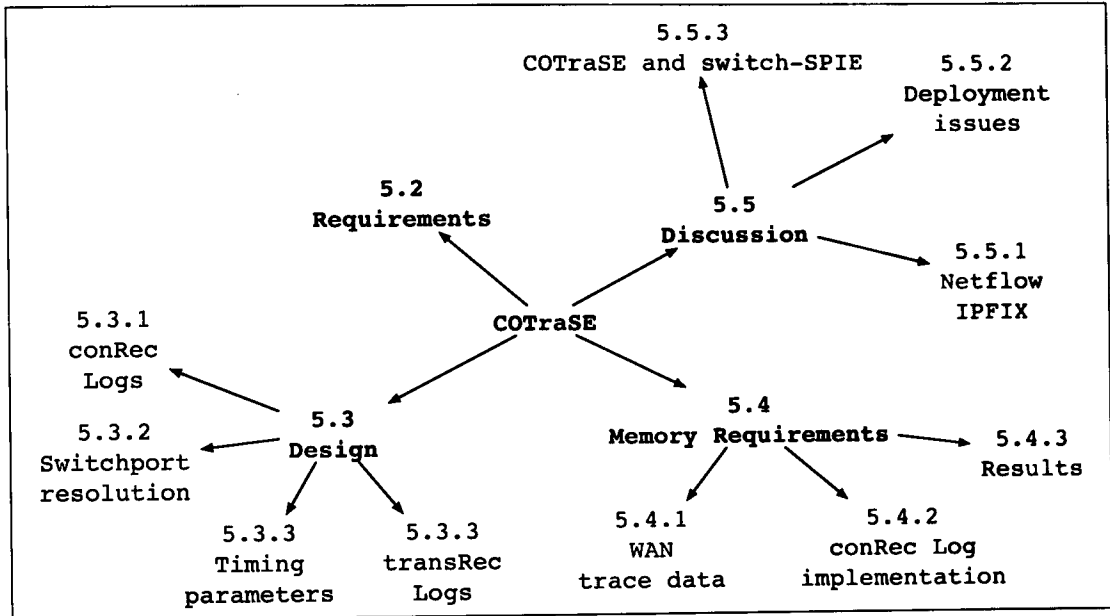 5.5.3
COTraSE and switch-SPIE
5.5.2
Deployment
issues
5.2
Requirements
5.5
Discussion
5.5.1
Netflow
IPFIX
COTraSE
5.3.1
conRec
Logs
5.3
Design
5.3.2
Switchport
resolution
5.3.3
Timing
parameters
5.3.3
transRec
Logs
5.4
Memory Requirements
5.4.3
Results
5.4.1
WAN
trace data
5.4.2
conRec Log
implementation